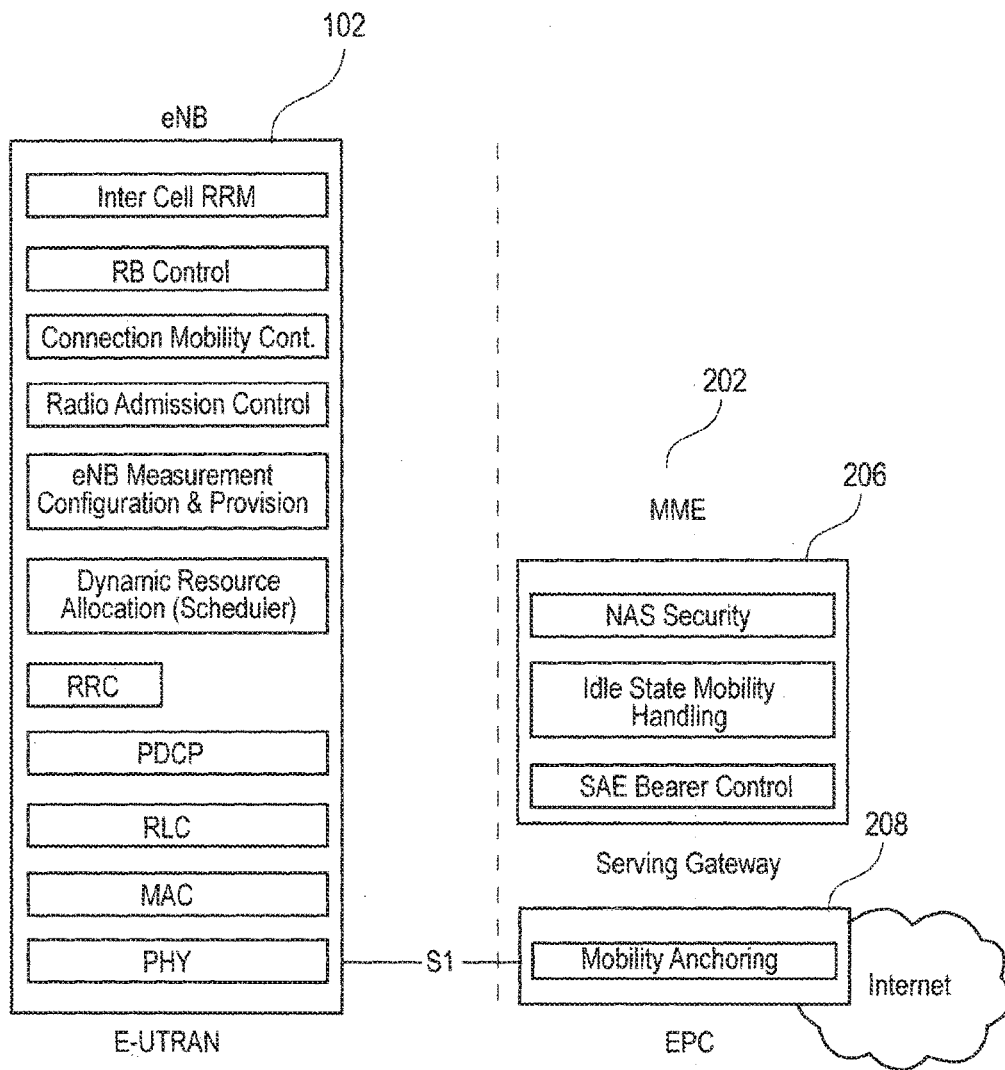 102
eNB
Inter Cell RRM
RB Control
Connection Mobility Cont.
Radio Admission Control
eNB Measurement
Configuration & Provision
Dynamic Resource
Allocation (Scheduler)
RRC
PDCP
RLC
MAC
PHY
E-UTRAN
S1
202
MME
206
NAS Security
Idle State Mobility
Handling
SAE Bearer Control
Serving Gateway
208
Mobility Anchoring
Internet
EPC